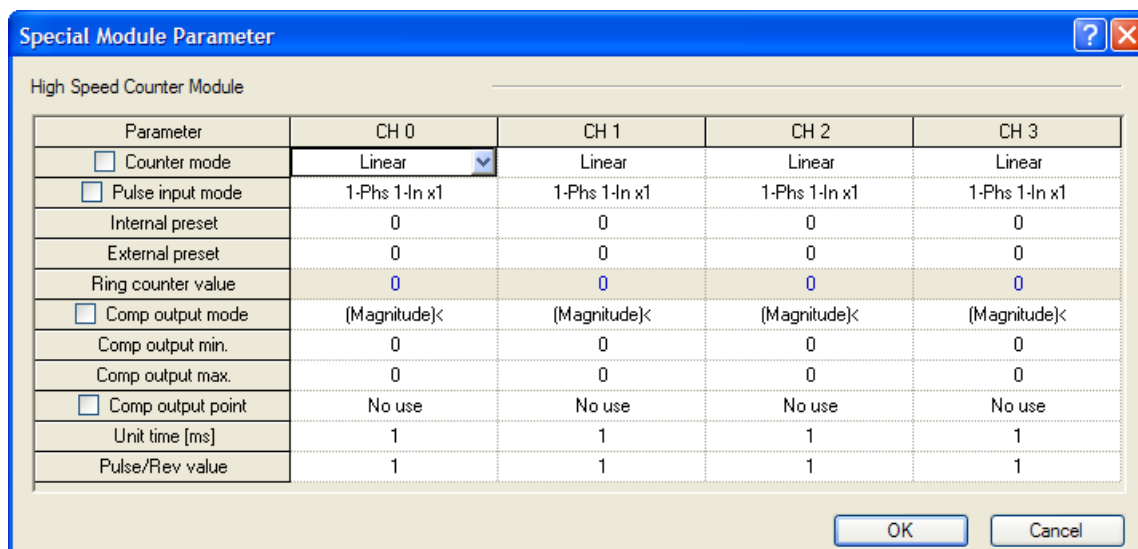 Special Module Parameter
High Speed Counter Module
Parameter CH 0 CH 1 CH 2 CH 3
Counter mode Linear Linear Linear Linear
Pulse input mode 1-Phs 1-In x1 1-Phs 1-In x1 1-Phs 1-In x1 1-Phs 1-In x1
Internal preset 0 0 0 0
External preset 0 0 0 0
Ring counter value 0 0 0 0
Comp output mode (Magnitude)< (Magnitude)< (Magnitude)< (Magnitude)<
Comp output min. 0 0 0 0
Comp output max. 0 0 0 0
Comp output point No use No use No use No use
Unit time [ms] 1 1 1 1
Pulse/Rev value 1 1 1 1
OK Cancel